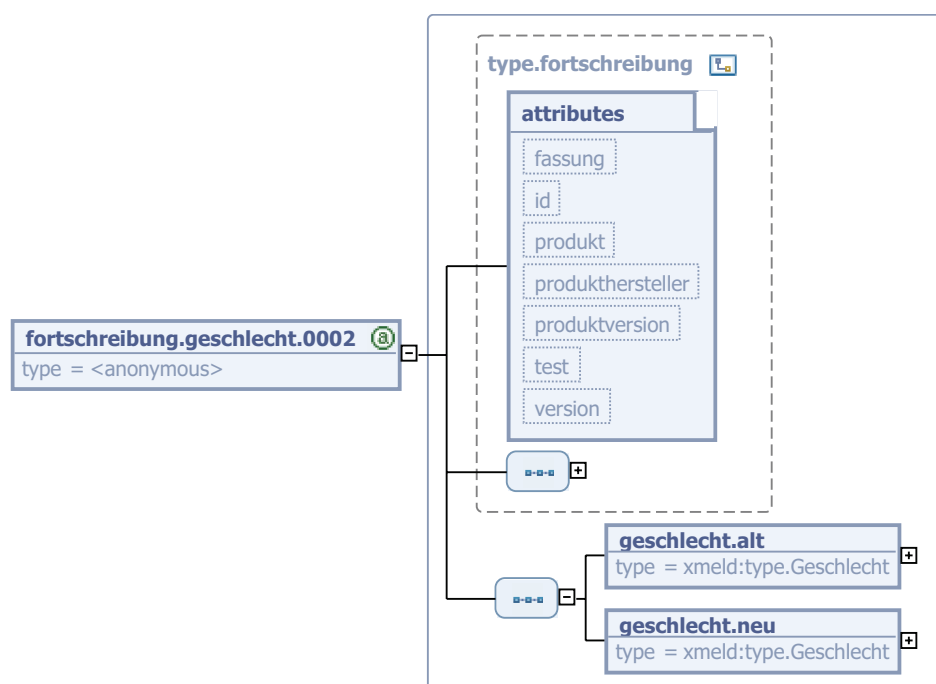 type.fortschreibung
attributes
fassung
id
produkt
produkthersteller
produktversion
test
version
fortschreibung.geschlecht.0002 a
type = <anonymous>
geschlecht.alt
type = xmeld:type.Geschlecht
geschlecht.neu
type = xmeld:type.Geschlecht